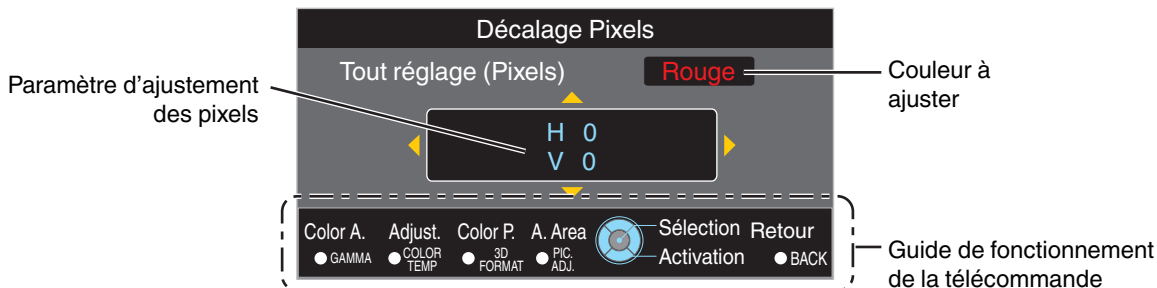 Décalage Pixels
Tout réglage (Pixels) Rouge
Paramètre d'ajustement
des pixels
Couleur à
ajuster
H 0
V 0
Color A. Adjust. Color P. A. Area Sélection Retour
GAMMA COLOR TEMP 3D FORMAT PIC. ADJ. Activation BACK
Guide de fonctionnement
de la télécommande